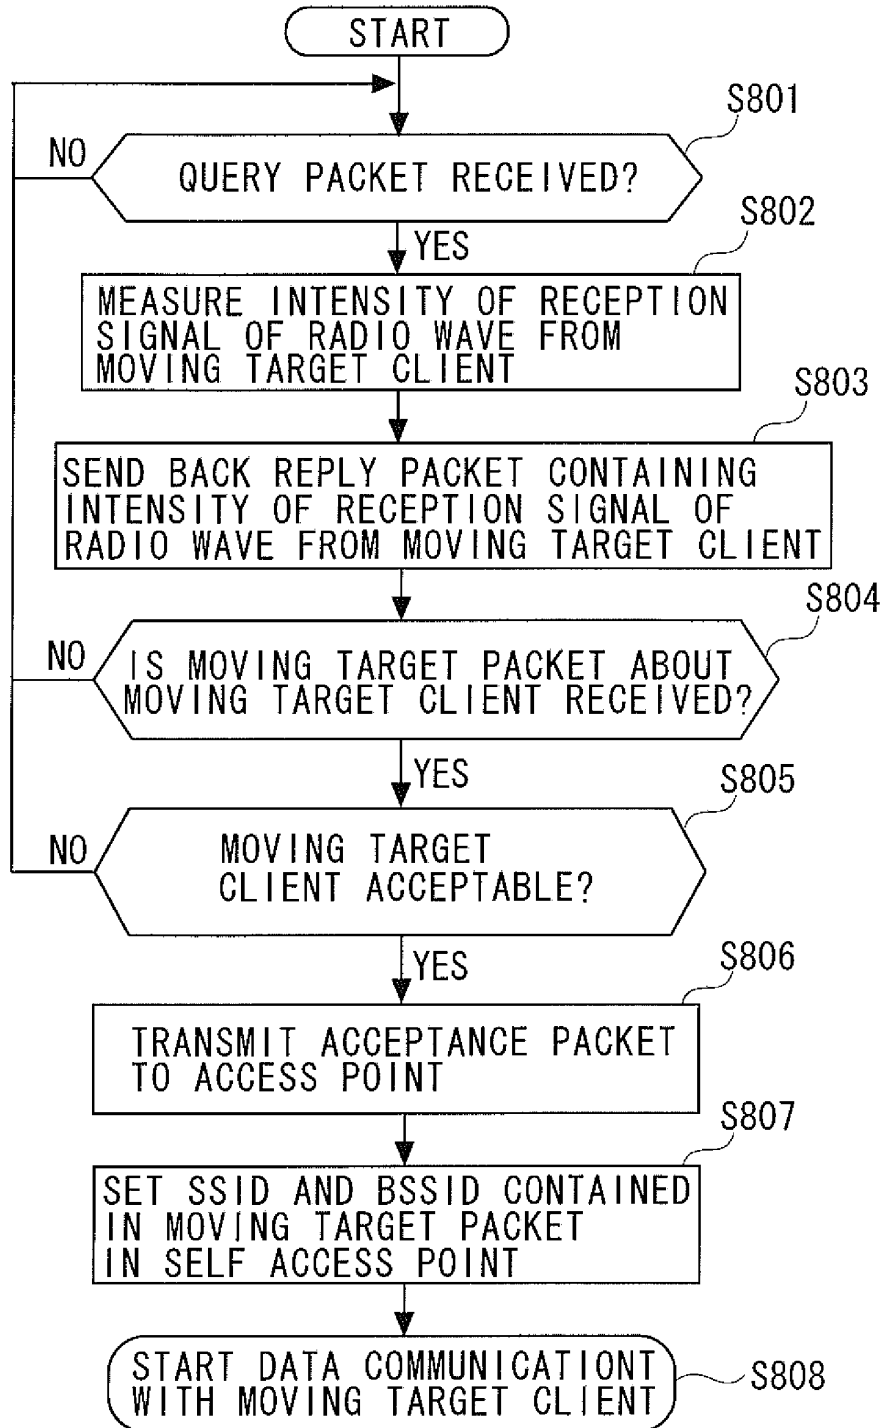 START
S801
NO
QUERY PACKET RECEIVED?
S802
YES
MEASURE INTENSITY OF RECEPTION
SIGNAL OF RADIO WAVE FROM
MOVING TARGET CLIENT
S803
SEND BACK REPLY PACKET CONTAINING
INTENSITY OF RECEPTION SIGNAL OF
RADIO WAVE FROM MOVING TARGET CLIENT
S804
NO
IS MOVING TARGET PACKET ABOUT
MOVING TARGET CLIENT RECEIVED?
YES
S805
NO
MOVING TARGET
CLIENT ACCEPTABLE?
YES
S806
TRANSMIT ACCEPTANCE PACKET
TO ACCESS POINT
S807
SET SSID AND BSSID CONTAINED
IN MOVING TARGET PACKET
IN SELF ACCESS POINT
START DATA COMMUNICATIONT
WITH MOVING TARGET CLIENT
S808